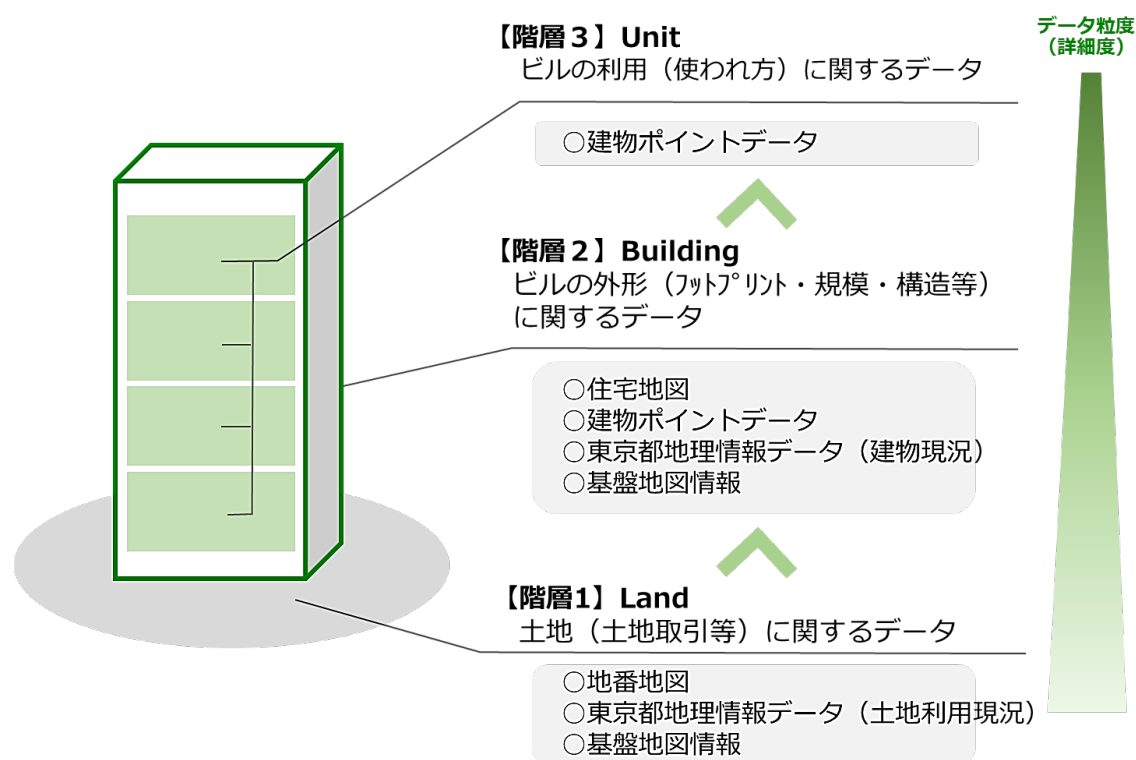 【階層３】Unit
ビルの利用（使われ方）に関するデータ
○建物ポイントデータ
【階層２】Building
ビルの外形（ﾌｯﾄﾌﾟﾘﾝﾄ・規模・構造等）
に関するデータ
○住宅地図
○建物ポイントデータ
○東京都地理情報データ（建物現況）
○基盤地図情報
【階層1】Land
土地（土地取引等）に関するデータ
○地番地図
○東京都地理情報データ（土地利用現況）
○基盤地図情報
データ粒度
（詳細度）